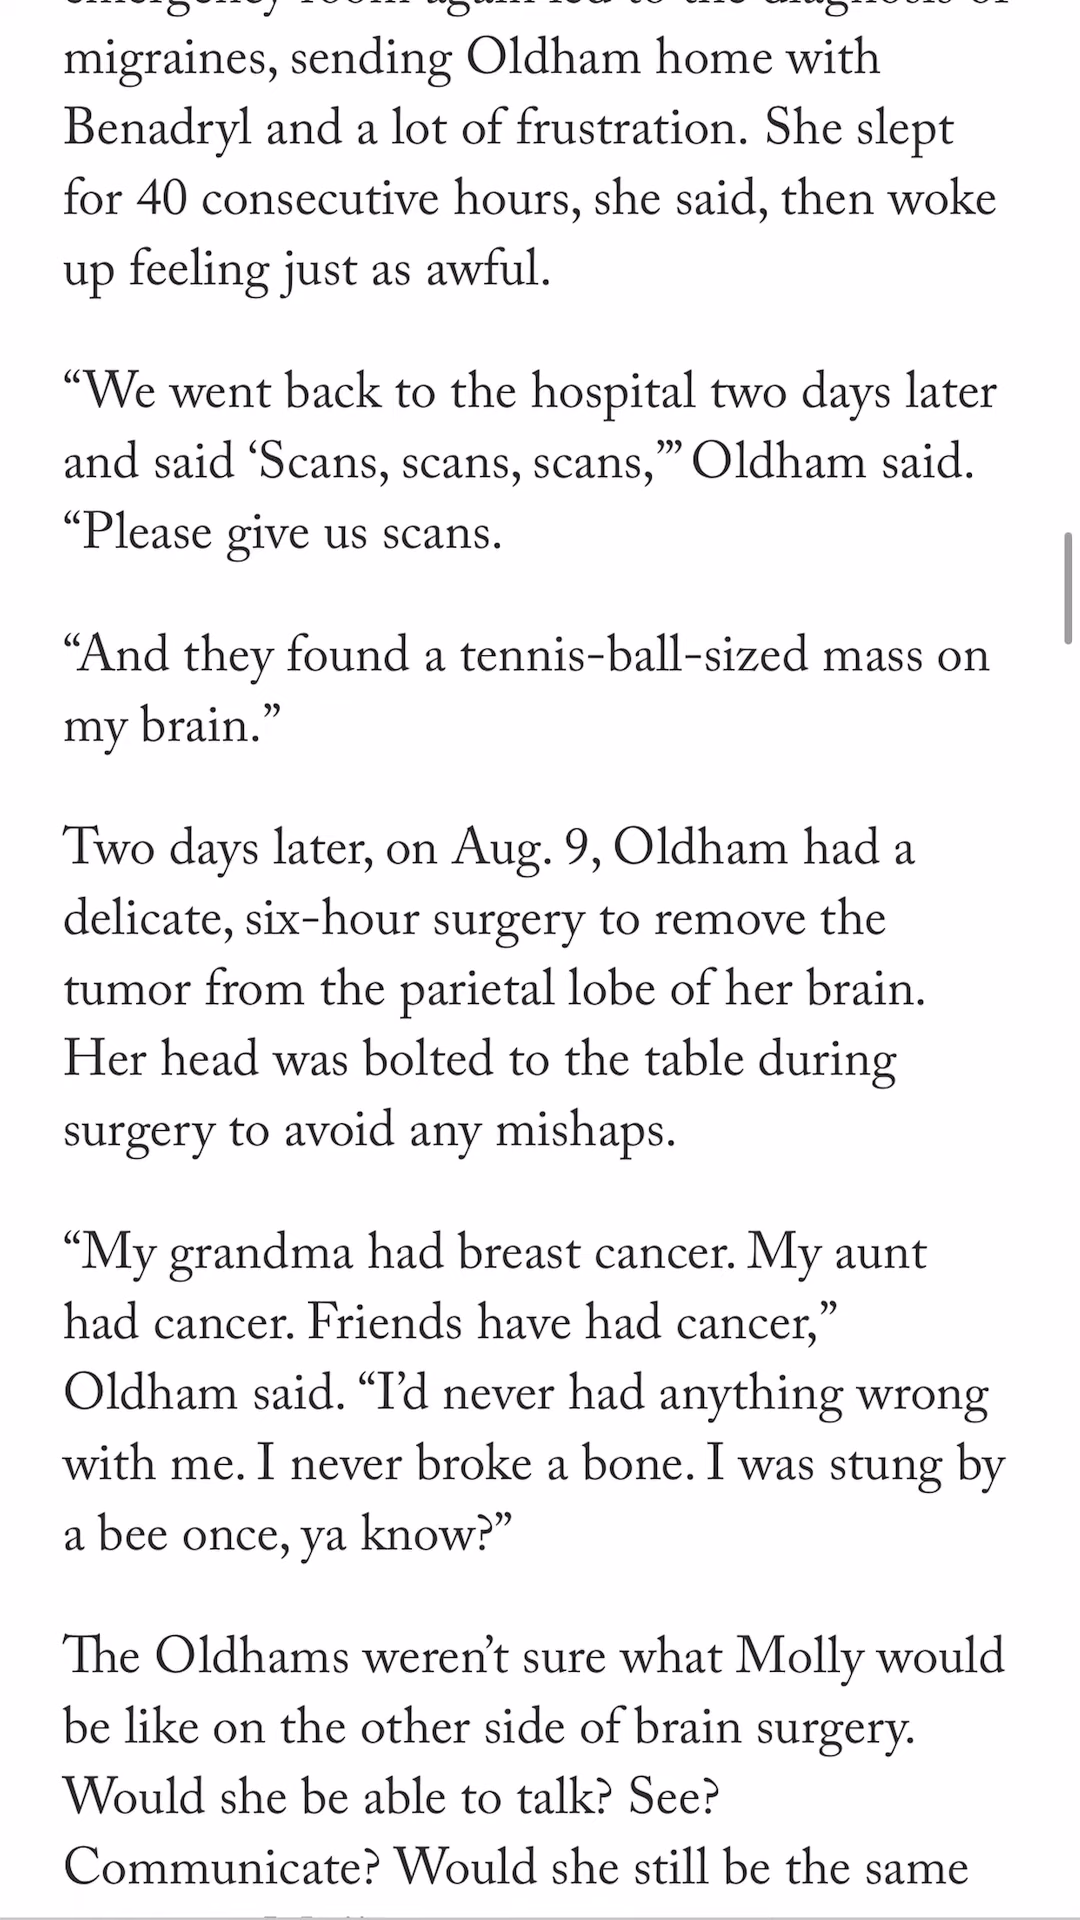 emergency room again led to the diagnosis of
migraines, sending Oldham home with
Benadryl and a lot of frustration. She slept
for 40 consecutive hours, she said, then woke
up feeling just as awful.
“We went back to the hospital two days later
and said ‘Scans, scans, scans,’” Oldham said.
“Please give us scans.
“And they found a tennis-ball-sized mass on
my brain.”
Two days later, on Aug. 9, Oldham had a
delicate, six-hour surgery to remove the
tumor from the parietal lobe of her brain.
Her head was bolted to the table during
surgery to avoid any mishaps.
“My grandma had breast cancer. My aunt
had cancer. Friends have had cancer,”
Oldham said. “I’d never had anything wrong
with me. I never broke a bone. I was stung by
a bee once, ya know?”
The Oldhams weren’t sure what Molly would
be like on the other side of brain surgery.
Would she be able to talk? See?
Communicate? Would she still be the same